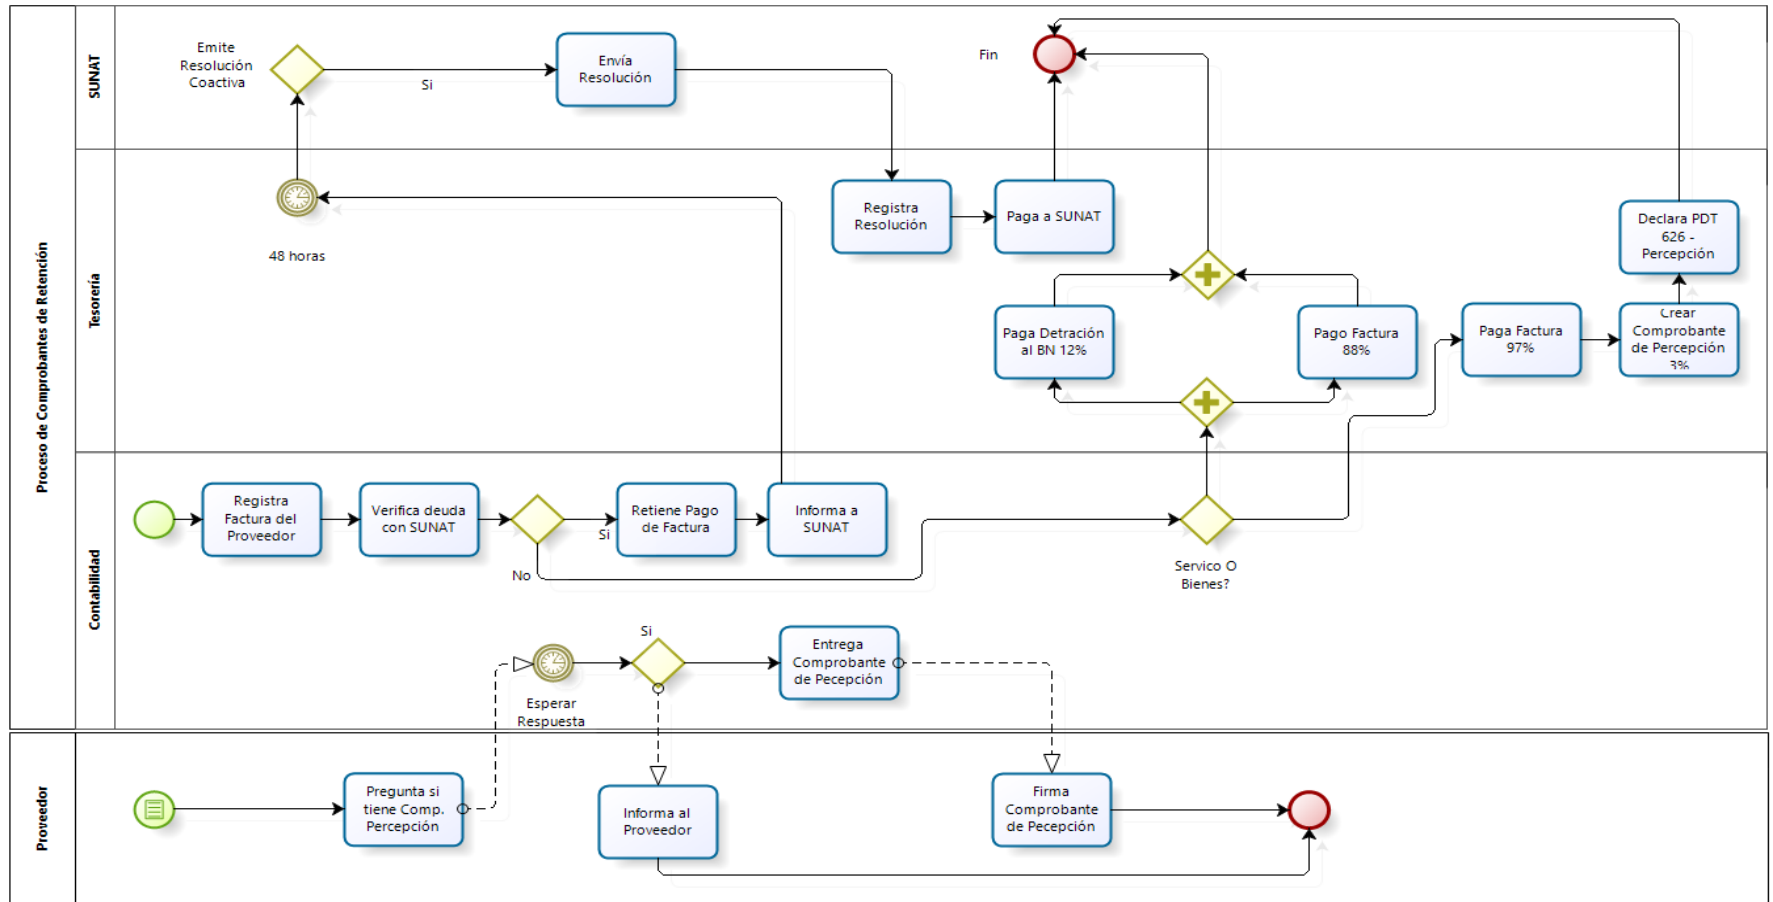 Proceso de Comprobantes de Retención
SUNAT
Emite
Resolución
Coactiva
Si
Envía
Resolución
Fin
Tesorería
48 horas
Registra
Resolución
Paga a SUNAT
Declara PDT
626 -
Percepción
Paga Detración
al BN 12%
Pago Factura
88%
Paga Factura
97%
Crear
Comprobante
de Percepción
3%
Contabilidad
Registra
Factura del
Proveedor
Verifica deuda
con SUNAT
Si
No
Retiene Pago
de Factura
Informa a
SUNAT
Servico O
Bienes?
Esperar
Respuesta
Si
Entrega
Comprobante
de Pecepción
Proveedor
Pregunta si
tiene Comp.
Percepción
Informa al
Proveedor
Firma
Comprobante
de Pecepción